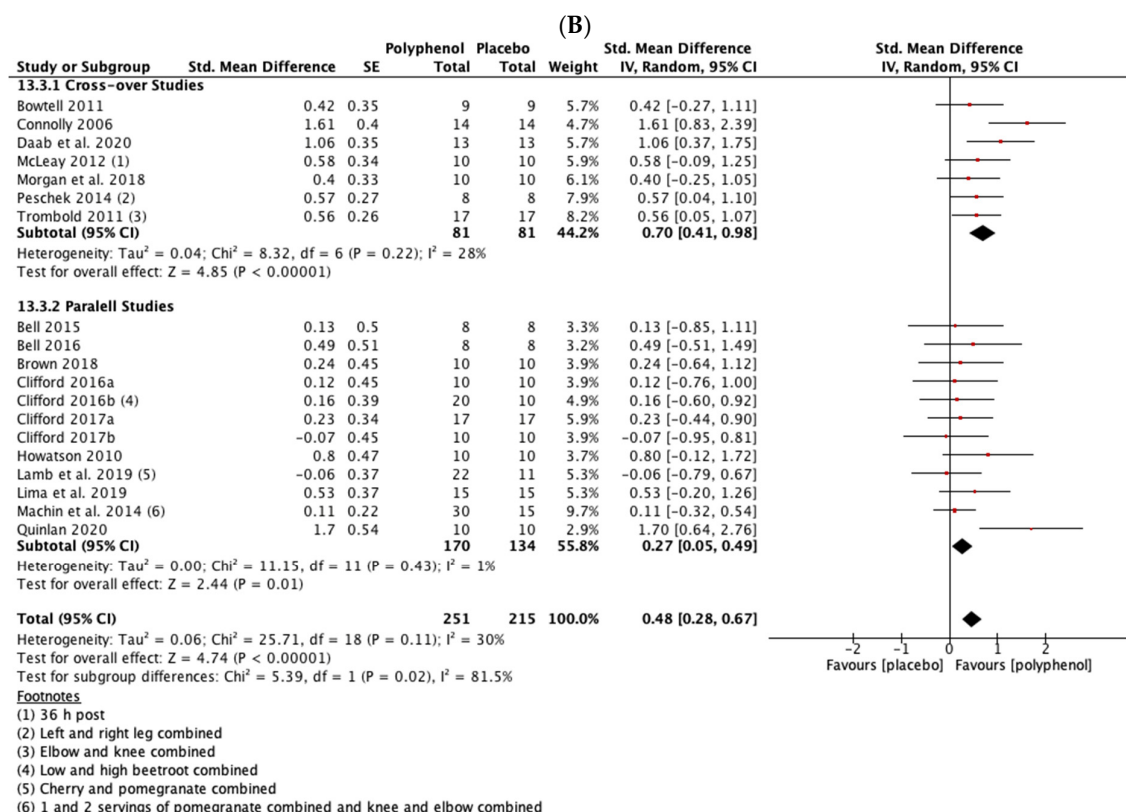 (B)
Polyphenol Placebo Std. Mean Difference Std. Mean Difference
Study or Subgroup Std. Mean Difference SE Total Total Weight IV, Random, 95% CI IV, Random, 95% CI
13.3.1 Cross-over Studies
Bowtell 2011 0.42 0.35 9 9 5.7% 0.42 [-0.27, 1.11]
Connolly 2006 1.61 0.4 14 14 4.7% 1.61 [0.83, 2.39]
Daab et al. 2020 1.06 0.35 13 13 5.7% 1.06 [0.37, 1.75]
McLeay 2012 (1) 0.58 0.34 10 10 5.9% 0.58 [-0.09, 1.25]
Morgan et al. 2018 0.4 0.33 10 10 6.1% 0.40 [-0.25, 1.05]
Peschek 2014 (2) 0.57 0.27 8 8 7.9% 0.57 [0.04, 1.10]
Trombold 2011 (3) 0.56 0.26 17 17 8.2% 0.56 [0.05, 1.07]
Subtotal (95% CI) 81 81 44.2% 0.70 [0.41, 0.98]
Heterogeneity: Tau² = 0.04; Chi² = 8.32, df = 6 (P = 0.22); I² = 28%
Test for overall effect: Z = 4.85 (P < 0.00001)
13.3.2 Paralell Studies
Bell 2015 0.13 0.5 8 8 3.3% 0.13 [-0.85, 1.11]
Bell 2016 0.49 0.51 8 8 3.2% 0.49 [-0.51, 1.49]
Brown 2018 0.24 0.45 10 10 3.9% 0.24 [-0.64, 1.12]
Clifford 2016a 0.12 0.45 10 10 3.9% 0.12 [-0.76, 1.00]
Clifford 2016b (4) 0.16 0.39 20 10 4.9% 0.16 [-0.60, 0.92]
Clifford 2017a 0.23 0.34 17 17 5.9% 0.23 [-0.44, 0.90]
Clifford 2017b -0.07 0.45 10 10 3.9% -0.07 [-0.95, 0.81]
Howatson 2010 0.8 0.47 10 10 3.6% 0.80 [-0.12, 1.72]
Lamb et al. 2019 (5) -0.06 0.37 22 11 5.3% -0.06 [-0.79, 0.67]
Lima et al. 2019 0.53 0.37 15 15 5.3% 0.53 [-0.20, 1.26]
Machin et al. 2014 (6) 0.11 0.22 30 15 9.7% 0.11 [-0.32, 0.54]
Quinlan 2020 1.7 0.54 10 10 2.9% 1.70 [0.64, 2.76]
Subtotal (95% CI) 170 134 55.8% 0.27 [0.05, 0.49]
Heterogeneity: Tau² = 0.00; Chi² = 11.15, df = 11 (P = 0.43); I² = 1%
Test for overall effect: Z = 2.44 (P = 0.01)
Total (95% CI) 251 215 100.0% 0.48 [0.28, 0.67]
Heterogeneity: Tau² = 0.06; Chi² = 25.71, df = 18 (P = 0.11); I² = 30%
Test for overall effect: Z = 4.74 (P < 0.00001)
Test for subgroup differences: Chi² = 5.39, df = 1 (P = 0.02), I² = 81.5%
-2 -1 0 1 2
Favours [placebo] Favours [polyphenol]
Footnotes
(1) 36 h post
(2) Left and right leg combined
(3) Elbow and knee combined
(4) Low and high beetroot combined
(5) Cherry and pomegranate combined
(6) 1 and 2 servings of pomegranate combined and knee and elbow combined